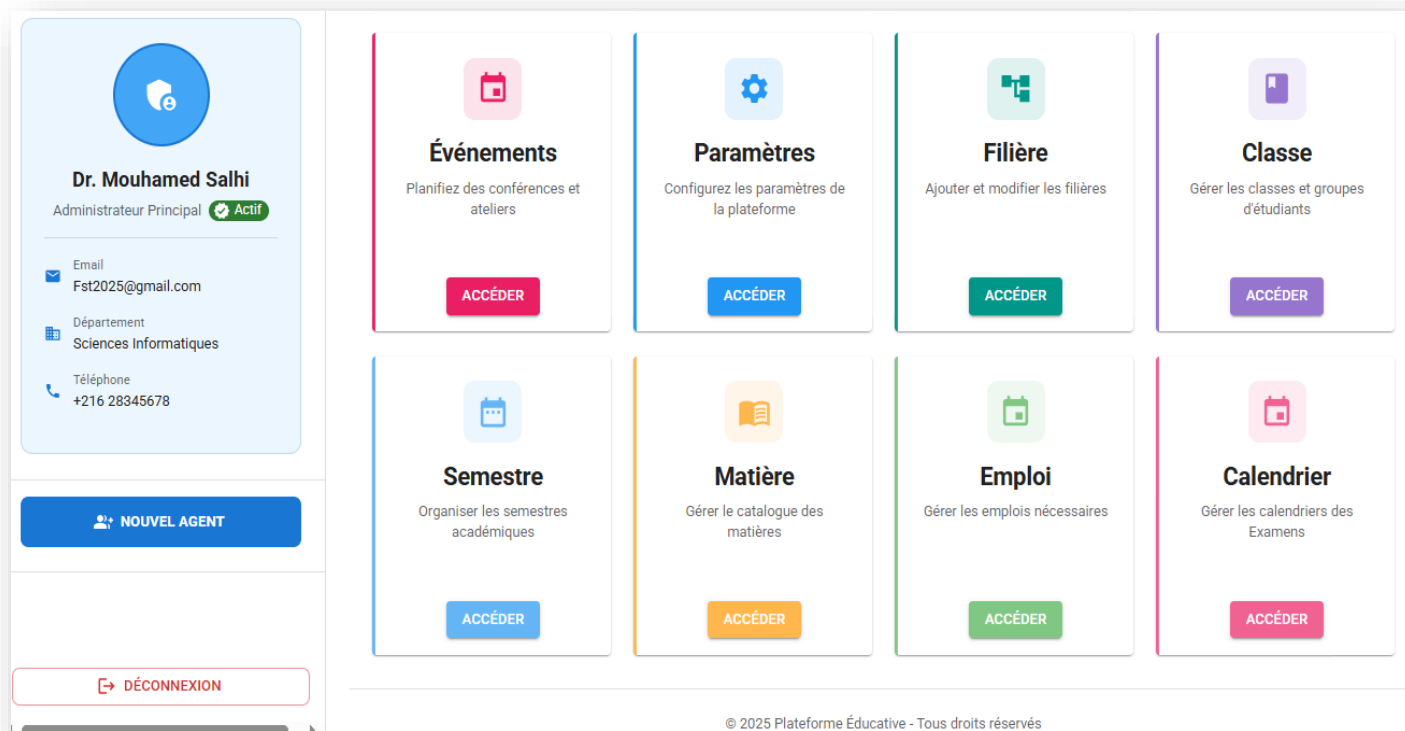 Dr. Mouhamed Salhi
Administrateur Principal Actif
Email
Fst2025@gmail.com
Département
Sciences Informatiques
Téléphone
+216 28345678
NOUVEL AGENT
DÉCONNEXION
Événements
Planifiez des conférences et
ateliers
ACCÉDER
Paramètres
Configurez les paramètres de
la plateforme
ACCÉDER
Filière
Ajouter et modifier les filières
ACCÉDER
Classe
Gérer les classes et groupes
d'étudiants
ACCÉDER
Semestre
Organiser les semestres
académiques
ACCÉDER
Matière
Gérer le catalogue des
matières
ACCÉDER
Emploi
Gérer les emplois nécessaires
ACCÉDER
Calendrier
Gérer les calendriers des
Examens
ACCÉDER
© 2025 Plateforme Éducative - Tous droits réservés